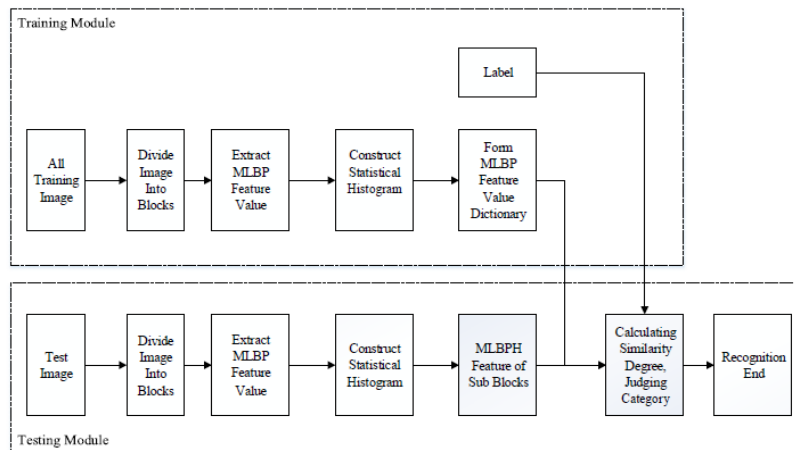 Training Module
Label
All
Training
Image
Divide
Image
Into
Blocks
Extract
MLBP
Feature
Value
Construct
Statistical
Histogram
Form
MLBP
Feature
Value
Dictionary
Test
Image
Divide
Image
Into
Blocks
Extract
MLBP
Feature
Value
Construct
Statistical
Histogram
MLBPH
Feature of
Sub Blocks
Calculating
Similarity
Degree,
Judging
Category
Recognition
End
Testing Module